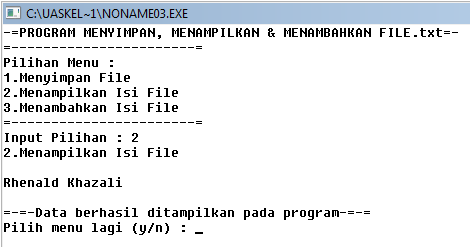 C:\UASKEL~1\NONAME03.EXE
-=PROGRAM MENYIMPAN, MENAMPILKAN & MENAMBAHKAN FILE.txt=-
=-----------------------=
Pilihan Menu :
1.Menyimpan File
2.Menampilkan Isi File
3.Menambahkan File
=-----------------------=
Input Pilihan : 2
2.Menampilkan Isi File
Rhenald Khazali
=-=-Data berhasil ditampilkan pada program-=-=
Pilih menu lagi (y/n) : _